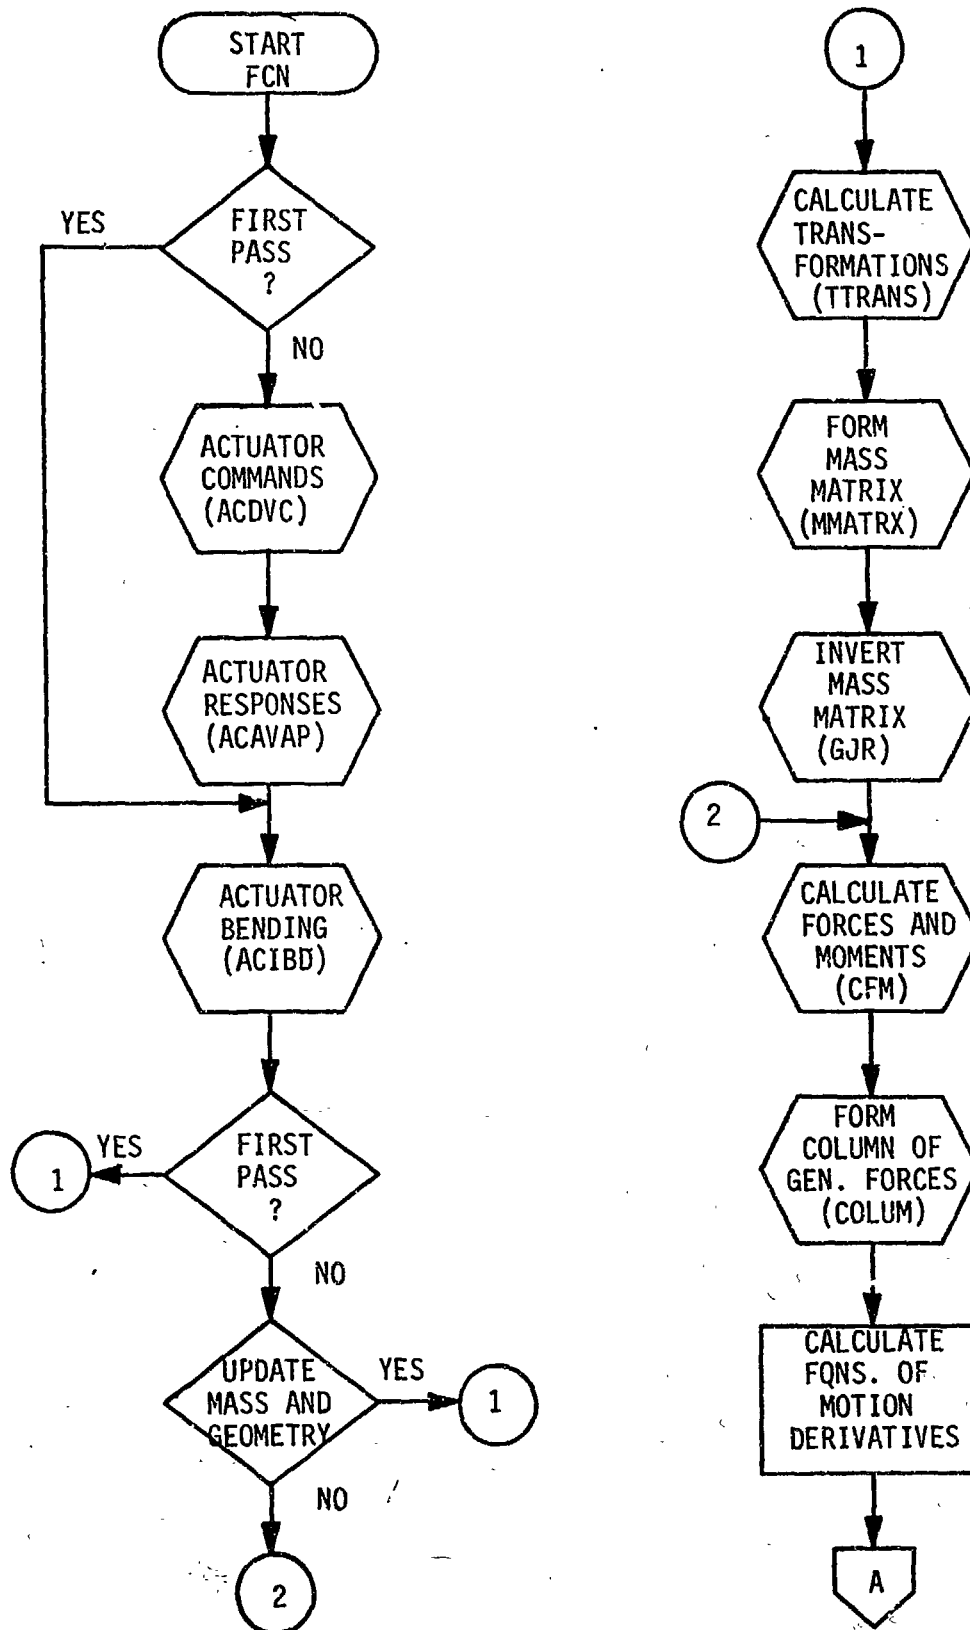 START
FCN
YES
FIRST
PASS
?
NO
ACTUATOR
COMMANDS
(ACDVC)
ACTUATOR
RESPONSES
(ACAVAP)
ACTUATOR
BENDING
(ACIBD)
YES
1
FIRST
PASS
?
NO
UPDATE
MASS AND
GEOMETRY
YES
1
NO
2
1
CALCULATE
TRANS-
FORMATIONS
(TTRANS)
FORM
MASS
MATRIX
(MMATRX)
INVERT
MASS
MATRIX
(GJR)
2
CALCULATE
FORCES AND
MOMENTS
(CFM)
FORM
COLUMN OF
GEN. FORCES
(COLUM)
CALCULATE
FQNS. OF
MOTION
DERIVATIVES
A